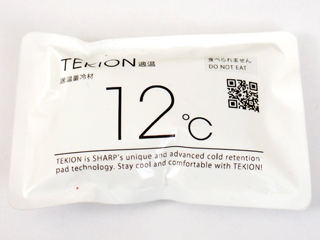 TEKION 適温
食べられません
DO NOT EAT
適温蓄冷材
12℃
TEKION is SHARP's unique and advanced cold retention
pad technology. Stay cool and comfortable with TEKION!